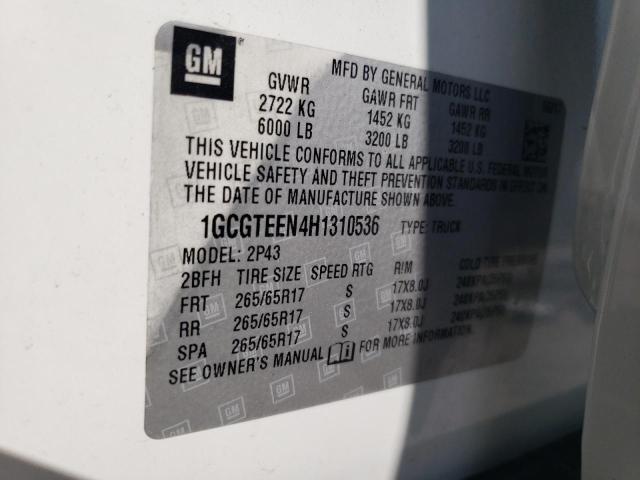 GM
MFD BY GENERAL MOTORS LLC
GVWR GAWR FRT GAWR RR
2722 KG 1452 KG 1452 KG
6000 LB 3200 LB 3200 LB
THIS VEHICLE CONFORMS TO ALL APPLICABLE U.S. FEDERAL MOTOR
VEHICLE SAFETY AND THEFT PREVENTION STANDARDS IN EFFECT ON
THE DATE OF MANUFACTURE SHOWN ABOVE.
1GCGTEEN4H1310536 TYPE: TRUCK
MODEL: 2P43
2BFH TIRE SIZE SPEED RTG RIM COLD TIRE PRESSURE
FRT 265/65R17 S 17X8.0J
RR 265/65R17 S 17X8.0J
SPA 265/65R17 S 17X8.0J
SEE OWNER'S MANUAL FOR MORE INFORMATION.